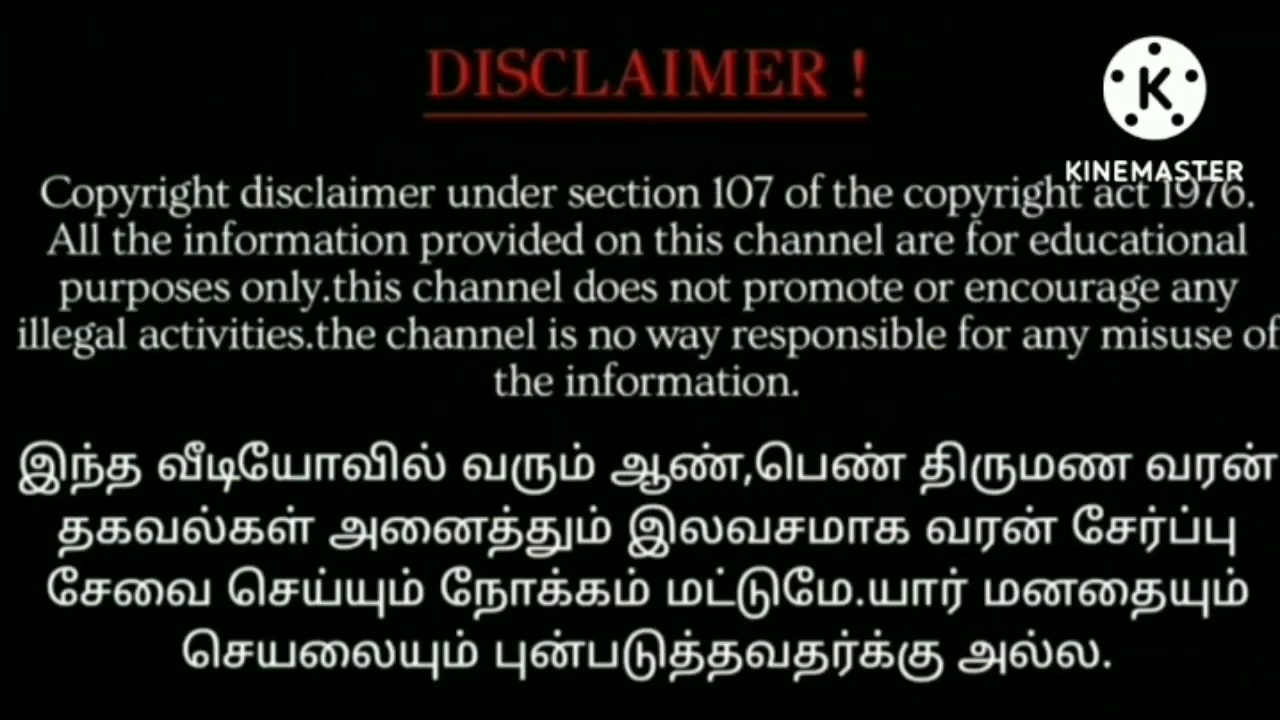 DISCLAIMER !
K
KINEMASTER
Copyright disclaimer under section 107 of the copyright act 1976.
All the information provided on this channel are for educational
purposes only.this channel does not promote or encourage any
illegal activities.the channel is no way responsible for any misuse of
the information.
இந்த வீடியோவில் வரும் ஆண்,பெண் திருமண வரன்
தகவல்கள் அனைத்தும் இலவசமாக வரன் சேர்ப்பு
சேவை செய்யும் நோக்கம் மட்டுமே.யார் மனதையும்
செயலையும் புன்படுத்தவதர்க்கு அல்ல.